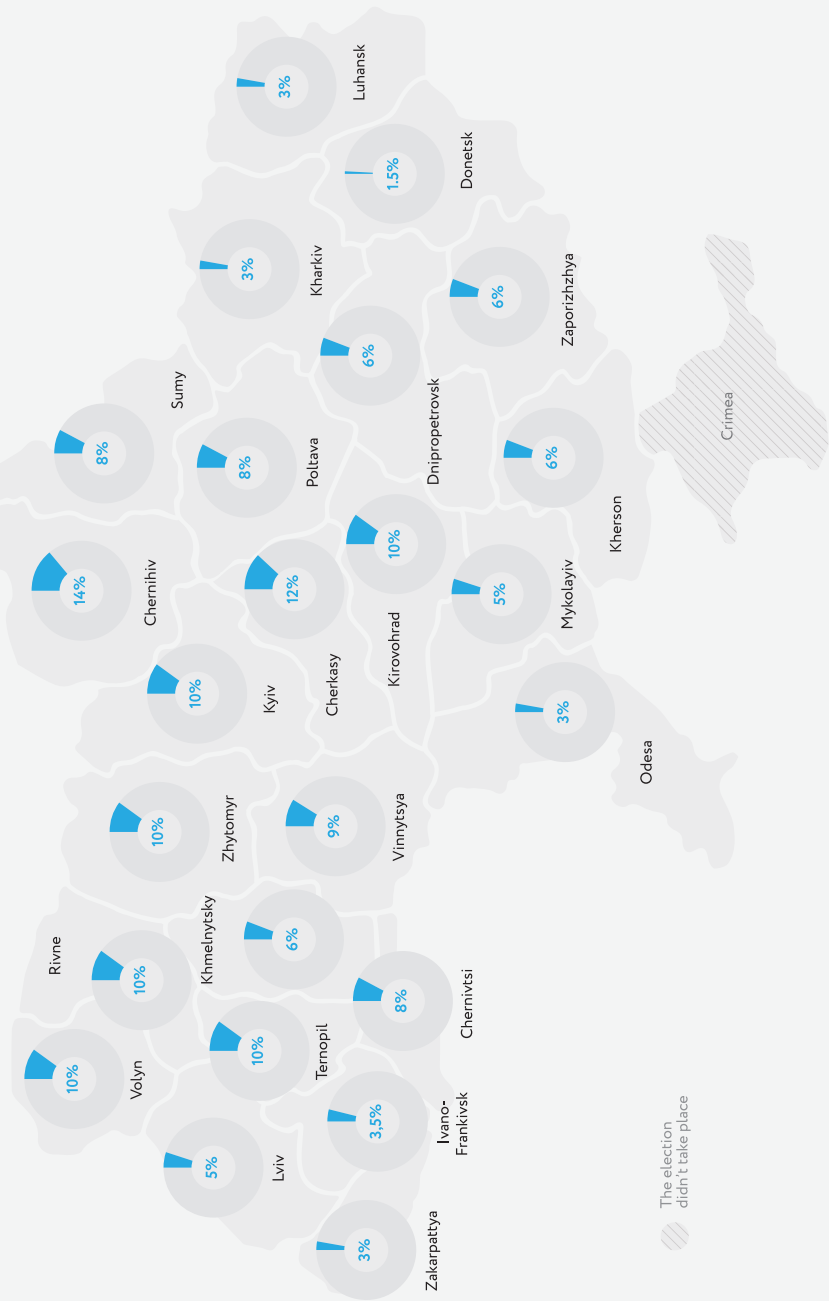 Volyn
10%
Rivne
10%
Zhytomyr
10%
Kyiv
10%
Chernihiv
14%
Sumy
8%
Lviv
5%
Ternopil
10%
Khmelnytsky
6%
Vinnytsya
9%
Cherkasy
12%
Poltava
8%
Kharkiv
3%
Luhansk
3%
Zakarpattya
3%
Ivano-
Frankivsk
3,5%
Chernivtsi
8%
Kirovohrad
10%
Dnipropetrovsk
6%
Donetsk
1.5%
Odesa
3%
Mykolayiv
5%
Kherson
6%
Zaporizhzhya
6%
Crimea
The election
didn't take place